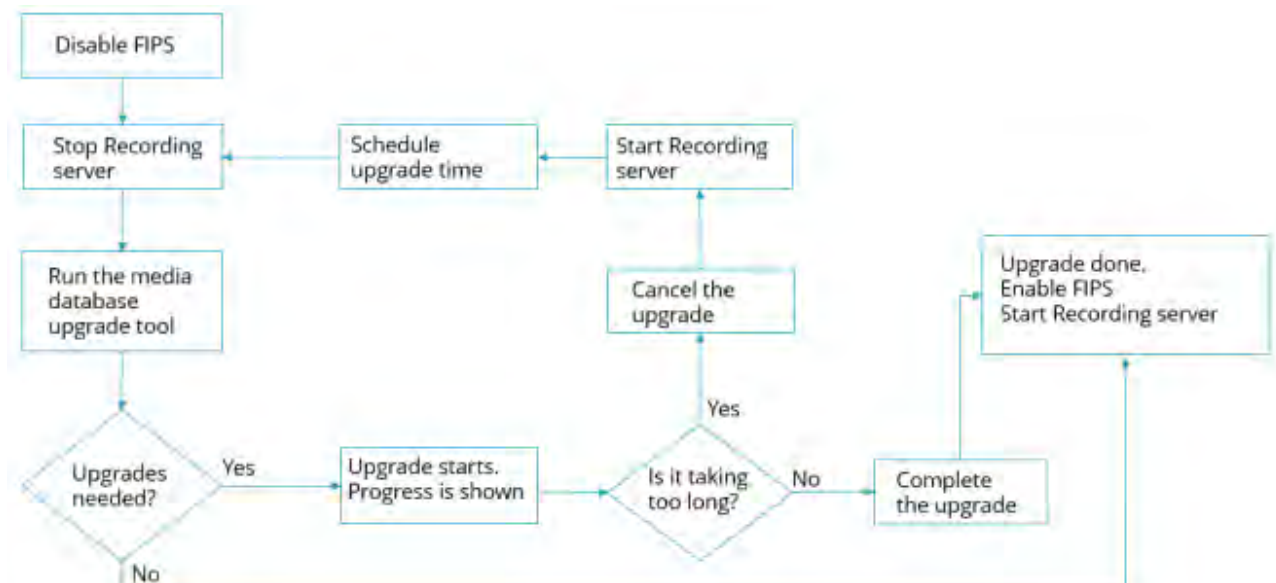 Disable FIPS
Stop Recording
server
Schedule
upgrade time
Start Recording
server
Run the media
database
upgrade tool
Cancel the
upgrade
Upgrade done,
Enable FIPS
Start Recording server
Yes
Upgrades
needed?
Yes
Upgrade starts.
Progress is shown
Is it taking
too long?
No
Complete
the upgrade
No